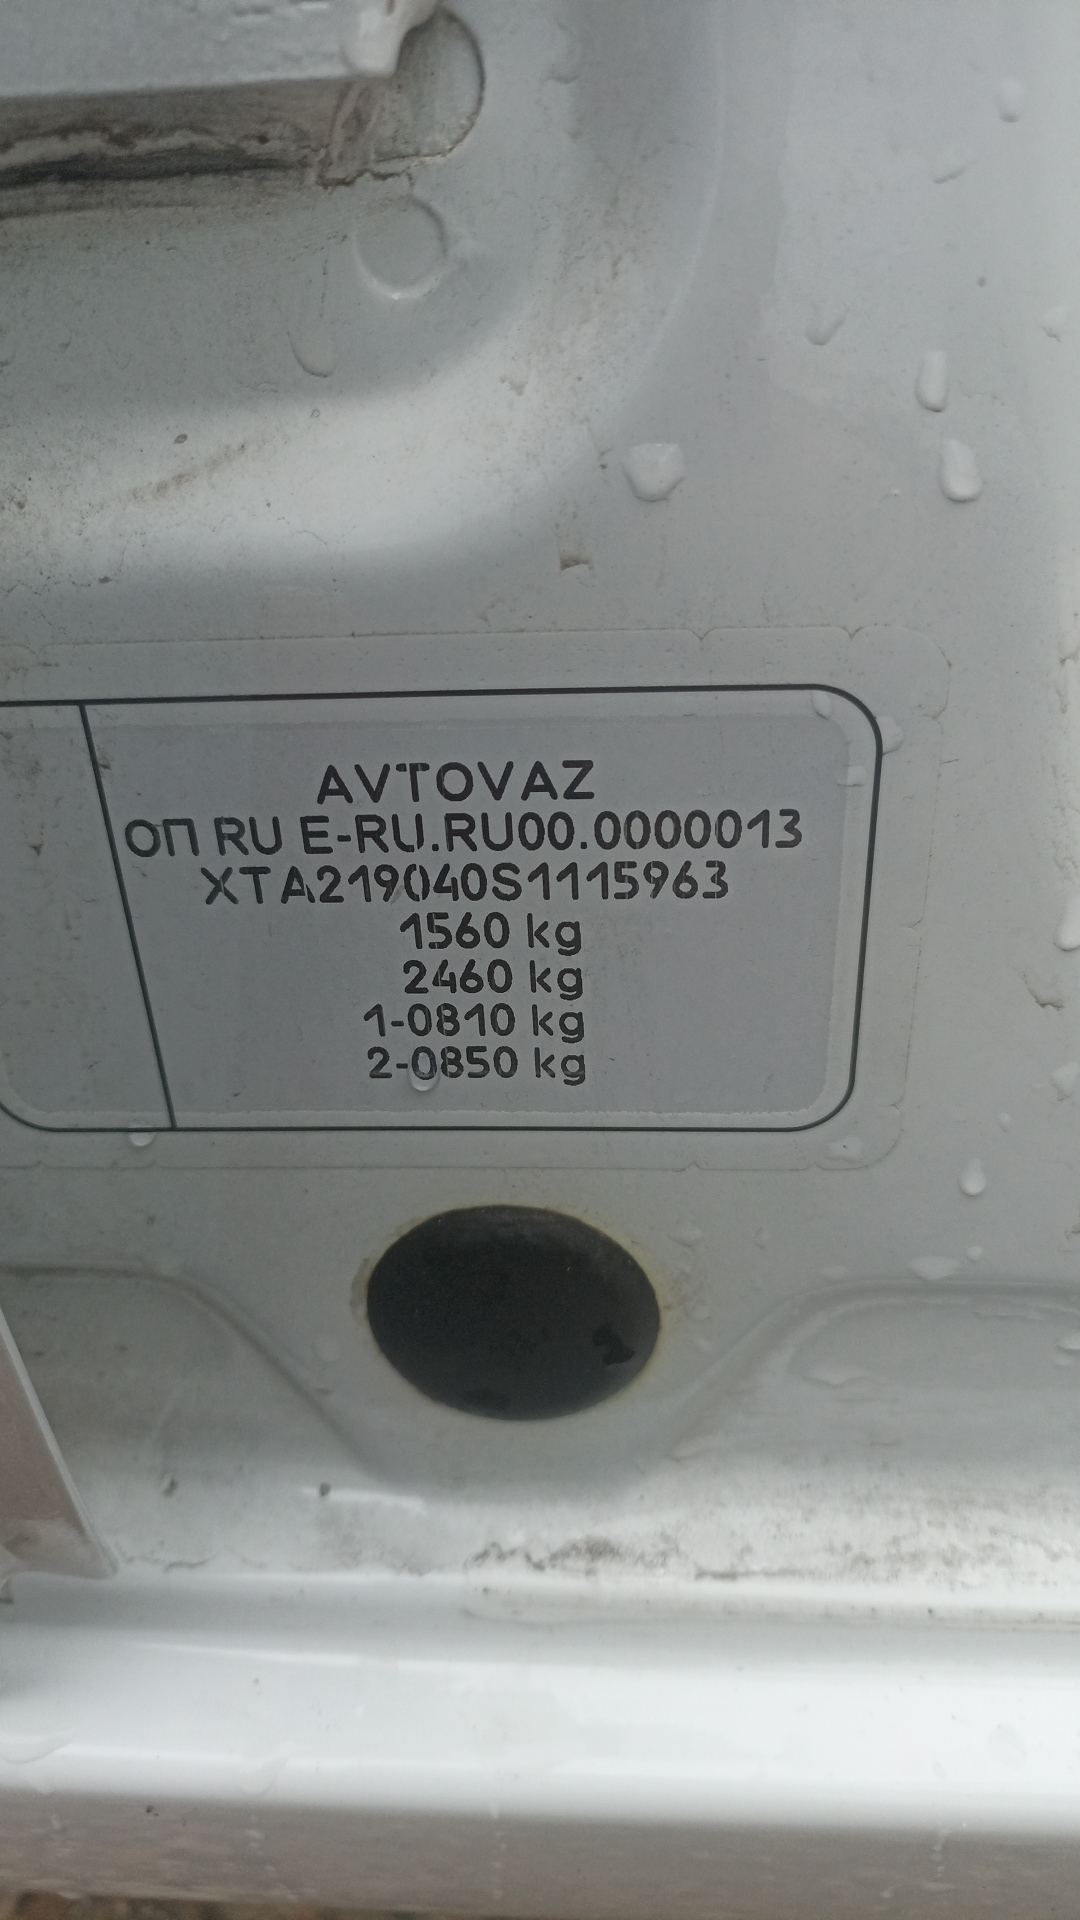 AVTOVAZ
ОП RU E-RU.RU00.0000013
XTA219040S1115963
1560 kg
2460 kg
1-0810 kg
2-0850 kg